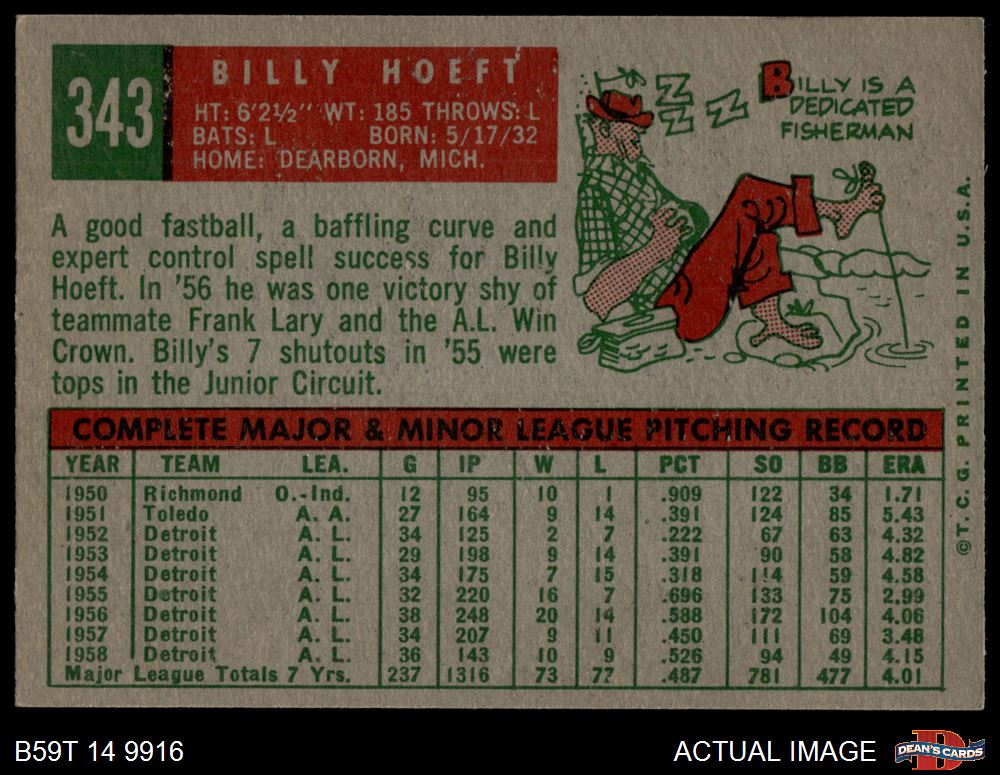 343
BILLY HOEFT
HT: 6'2½" WT: 185 THROWS: L
BATS: L BORN: 5/17/32
HOME: DEARBORN, MICH.
Z Z Z Z
BILLY IS A
DEDICATED
FISHERMAN
A good fastball, a baffling curve and
expert control spell success for Billy
Hoeft. In '56 he was one victory shy of
teammate Frank Lary and the A.L. Win
Crown. Billy's 7 shutouts in '55 were
tops in the Junior Circuit.
COMPLETE MAJOR & MINOR LEAGUE PITCHING RECORD
YEAR TEAM LEA. G IP W L PCT SO BB ERA
1950 Richmond O.-Ind. 12 95 10 1 .909 122 34 1.71
1951 Toledo A. A. 27 164 9 14 .391 124 85 5.43
1952 Detroit A. L. 34 125 2 7 .222 67 63 4.32
1953 Detroit A. L. 29 198 9 14 .391 90 58 4.82
1954 Detroit A. L. 34 175 7 15 .318 114 59 4.58
1955 Detroit A. L. 32 220 16 7 .696 133 75 2.99
1956 Detroit A. L. 38 248 20 14 .588 172 104 4.06
1957 Detroit A. L. 34 207 9 11 .450 111 69 3.48
1958 Detroit A. L. 36 143 10 9 .526 94 49 4.15
Major League Totals 7 Yrs. 237 1316 73 77 .487 781 477 4.01
© T. C. G. PRINTED IN U.S.A.
B59T 14 9916
ACTUAL IMAGE
D
DEAN'S CARDS